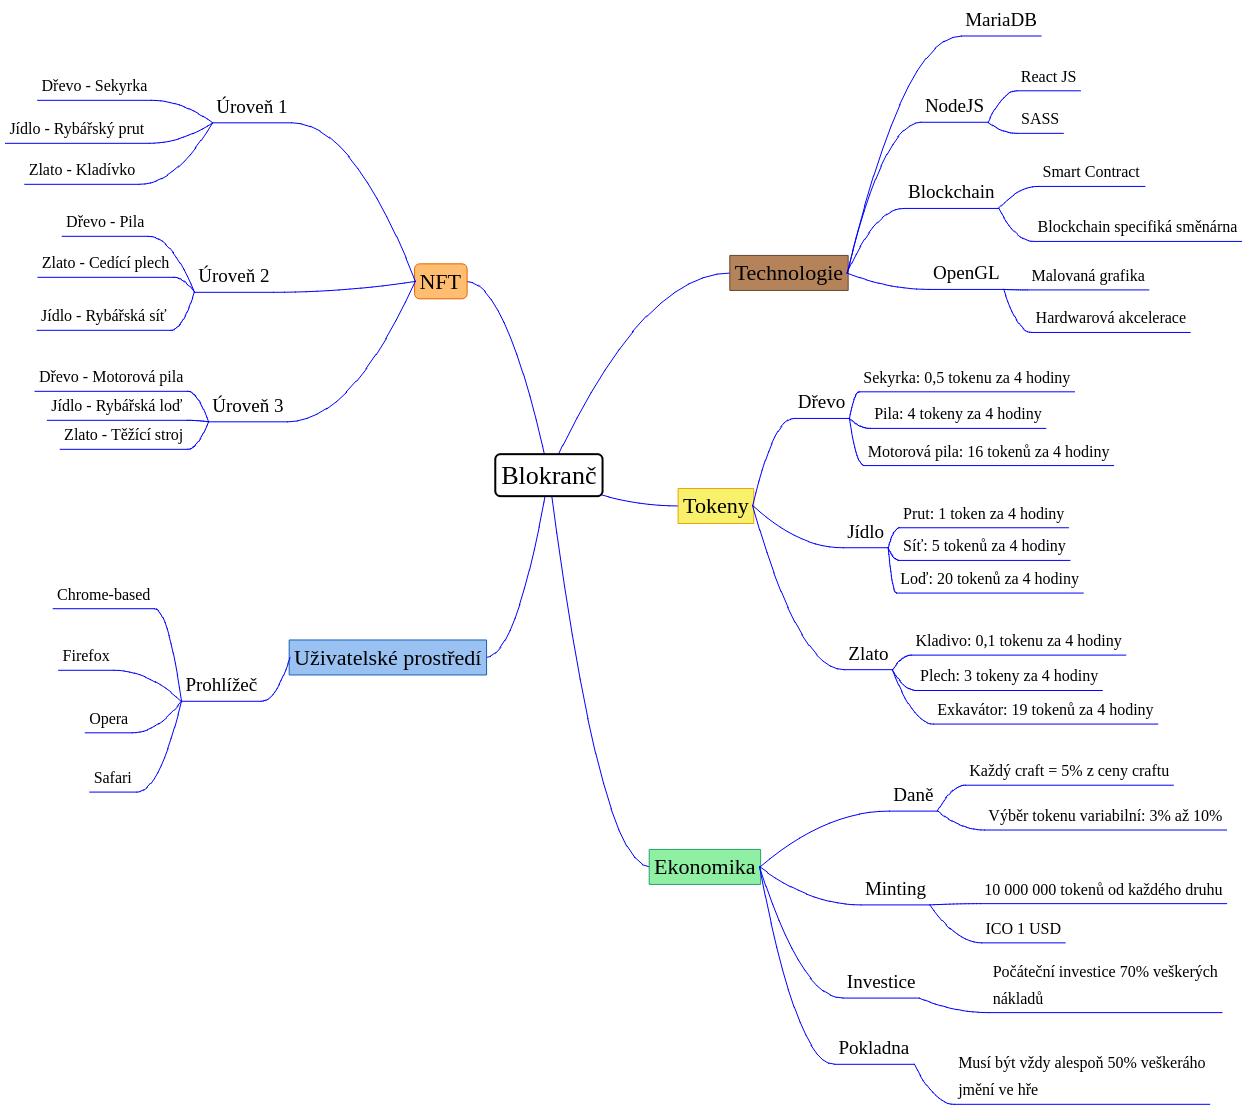 Blokranč
NFT
Úroveň 1
Dřevo - Sekyrka
Jídlo - Rybářský prut
Zlato - Kladívko
Úroveň 2
Dřevo - Pila
Zlato - Cedící plech
Jídlo - Rybářská síť
Úroveň 3
Dřevo - Motorová pila
Jídlo - Rybářská loď
Zlato - Těžící stroj
Uživatelské prostředí
Prohlížeč
Chrome-based
Firefox
Opera
Safari
Technologie
MariaDB
NodeJS
React JS
SASS
Blockchain
Smart Contract
Blockchain specifiká směnárna
OpenGL
Malovaná grafika
Hardwarová akcelerace
Tokeny
Dřevo
Sekyrka: 0,5 tokenu za 4 hodiny
Pila: 4 tokeny za 4 hodiny
Motorová pila: 16 tokenů za 4 hodiny
Jídlo
Prut: 1 token za 4 hodiny
Síť: 5 tokenů za 4 hodiny
Loď: 20 tokenů za 4 hodiny
Zlato
Kladivo: 0,1 tokenu za 4 hodiny
Plech: 3 tokeny za 4 hodiny
Exkavátor: 19 tokenů za 4 hodiny
Ekonomika
Daně
Každý craft = 5% z ceny craftu
Výběr tokenu variabilní: 3% až 10%
Minting
10 000 000 tokenů od každého druhu
ICO 1 USD
Investice
Počáteční investice 70% veškerých
nákladů
Pokladna
Musí být vždy alespoň 50% veškeráho
jmění ve hře